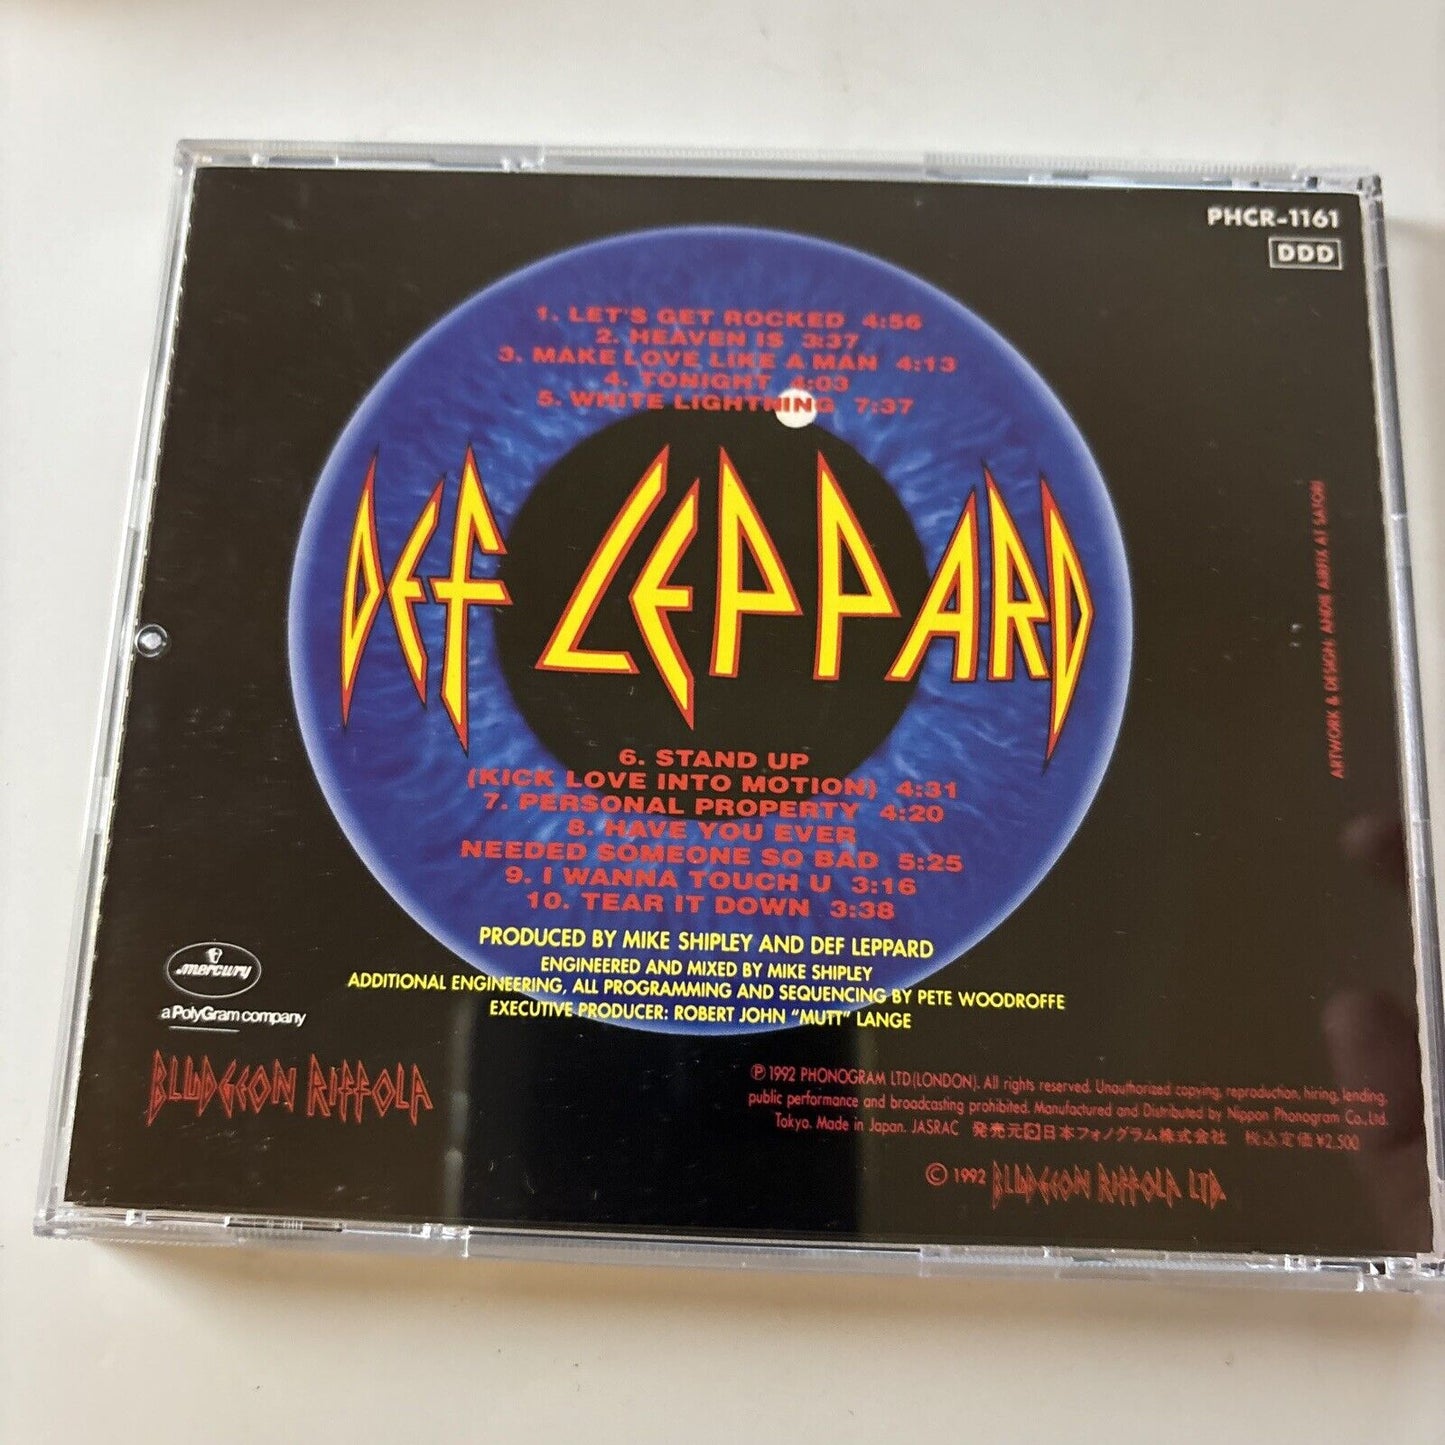 PHCR-1161
DDD
1. LET'S GET ROCKED 4:56
2. HEAVEN IS 3:37
3. MAKE LOVE LIKE A MAN 4:13
4. TONIGHT 4:03
5. WHITE LIGHTNING 7:37
DEF LEPPARD
6. STAND UP
(KICK LOVE INTO MOTION) 4:31
7. PERSONAL PROPERTY 4:20
8. HAVE YOU EVER
NEEDED SOMEONE SO BAD 5:25
9. I WANNA TOUCH U 3:16
10. TEAR IT DOWN 3:38
PRODUCED BY MIKE SHIPLEY AND DEF LEPPARD
ENGINEERED AND MIXED BY MIKE SHIPLEY
ADDITIONAL ENGINEERING, ALL PROGRAMMING AND SEQUENCING BY PETE WOODROFFE
EXECUTIVE PRODUCER: ROBERT JOHN "MUTT" LANGE
ARTWORK & DESIGN: ANDIE AIRFIX AT SATORI
mercury
a PolyGram company
BLUDGEON RIFFOLA
℗ 1992 PHONOGRAM LTD (LONDON). All rights reserved. Unauthorized copying, reproduction, hiring, lending,
public performance and broadcasting prohibited. Manufactured and Distributed by Nippon Phonogram Co., Ltd.
Tokyo. Made in Japan. JASRAC 発売元 日本フォノグラム株式会社 税込定価¥2,500
© 1992 BLUDGEON RIFFOLA LTD.